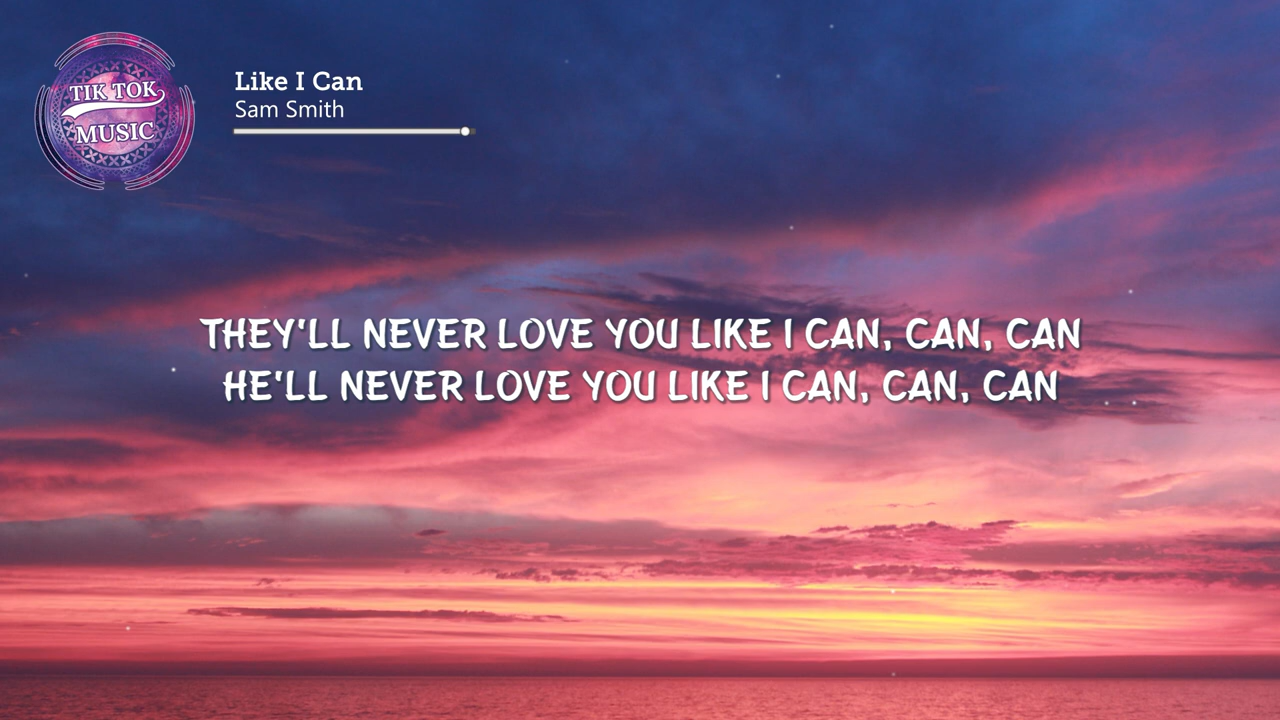 TIK TOK
MUSIC
Like I Can
Sam Smith
THEY'LL NEVER LOVE YOU LIKE I CAN, CAN, CAN
HE'LL NEVER LOVE YOU LIKE I CAN, CAN, CAN